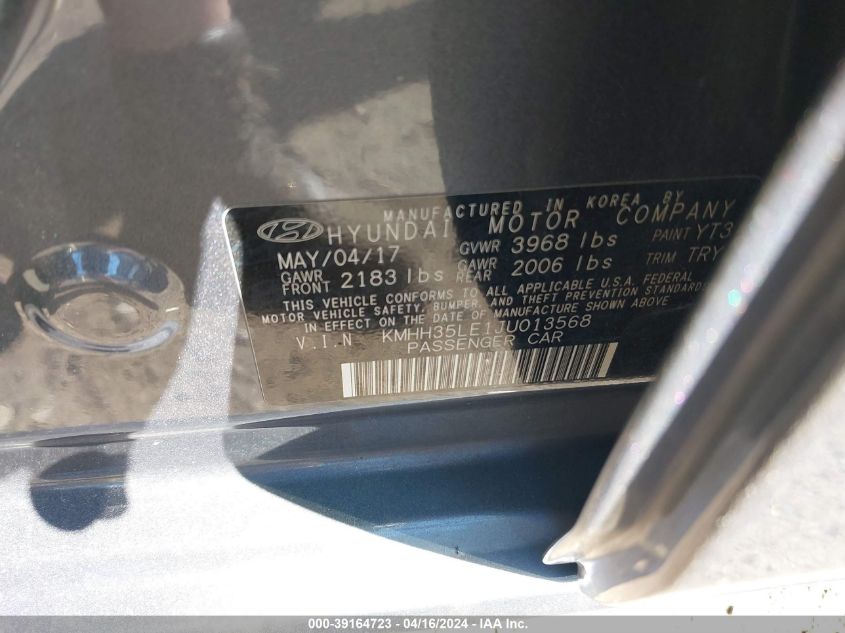 MANUFACTURED IN KOREA BY
HYUNDAI MOTOR COMPANY
MAY/04/17 GVWR 3968 lbs PAINT YT3
GAWR FRONT 2183 lbs GAWR REAR 2006 lbs TRIM TRY
THIS VEHICLE CONFORMS TO ALL APPLICABLE U.S.A. FEDERAL
MOTOR VEHICLE SAFETY, BUMPER, AND THEFT PREVENTION STANDARDS
IN EFFECT ON THE DATE OF MANUFACTURE SHOWN ABOVE
V.I.N KMHH35LE1JU013568
PASSENGER CAR
000-39164723 - 04/16/2024 - IAA Inc.